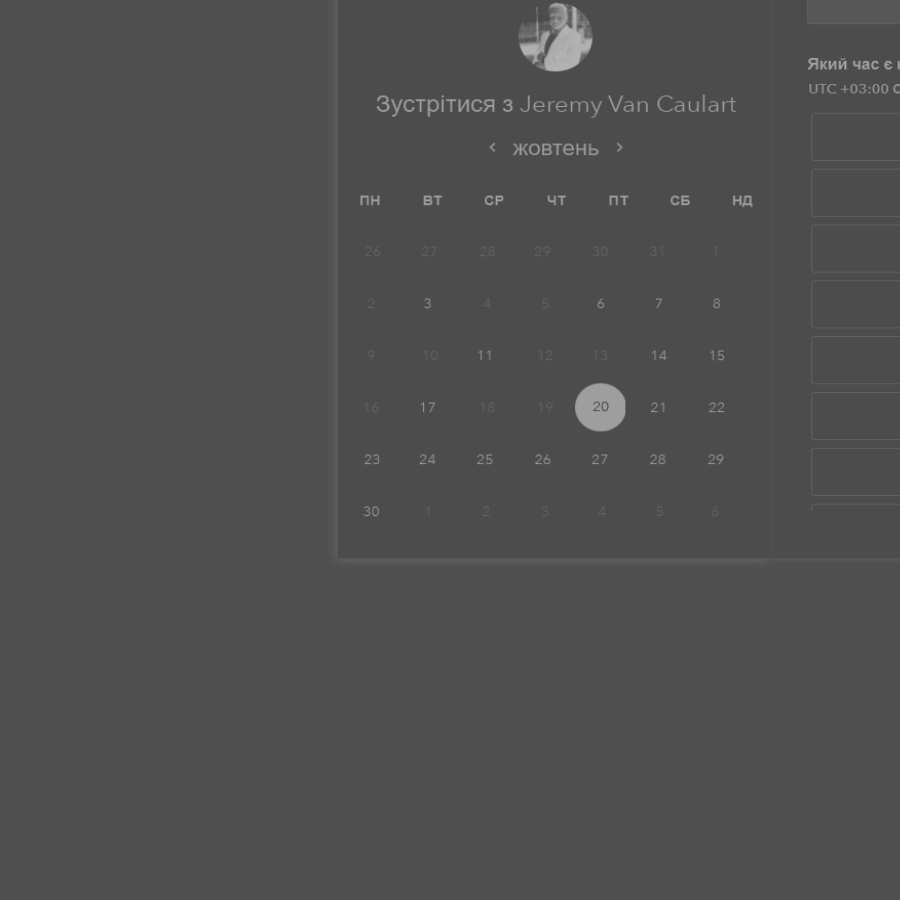 Зустрітися з Jeremy Van Caulart
‹ жовтень ›
ПН ВТ СР ЧТ ПТ СБ НД
26 27 28 29 30 31 1
2 3 4 5 6 7 8
9 10 11 12 13 14 15
16 17 18 19 20 21 22
23 24 25 26 27 28 29
30 1 2 3 4 5 6
Який час є
UTC +03:00